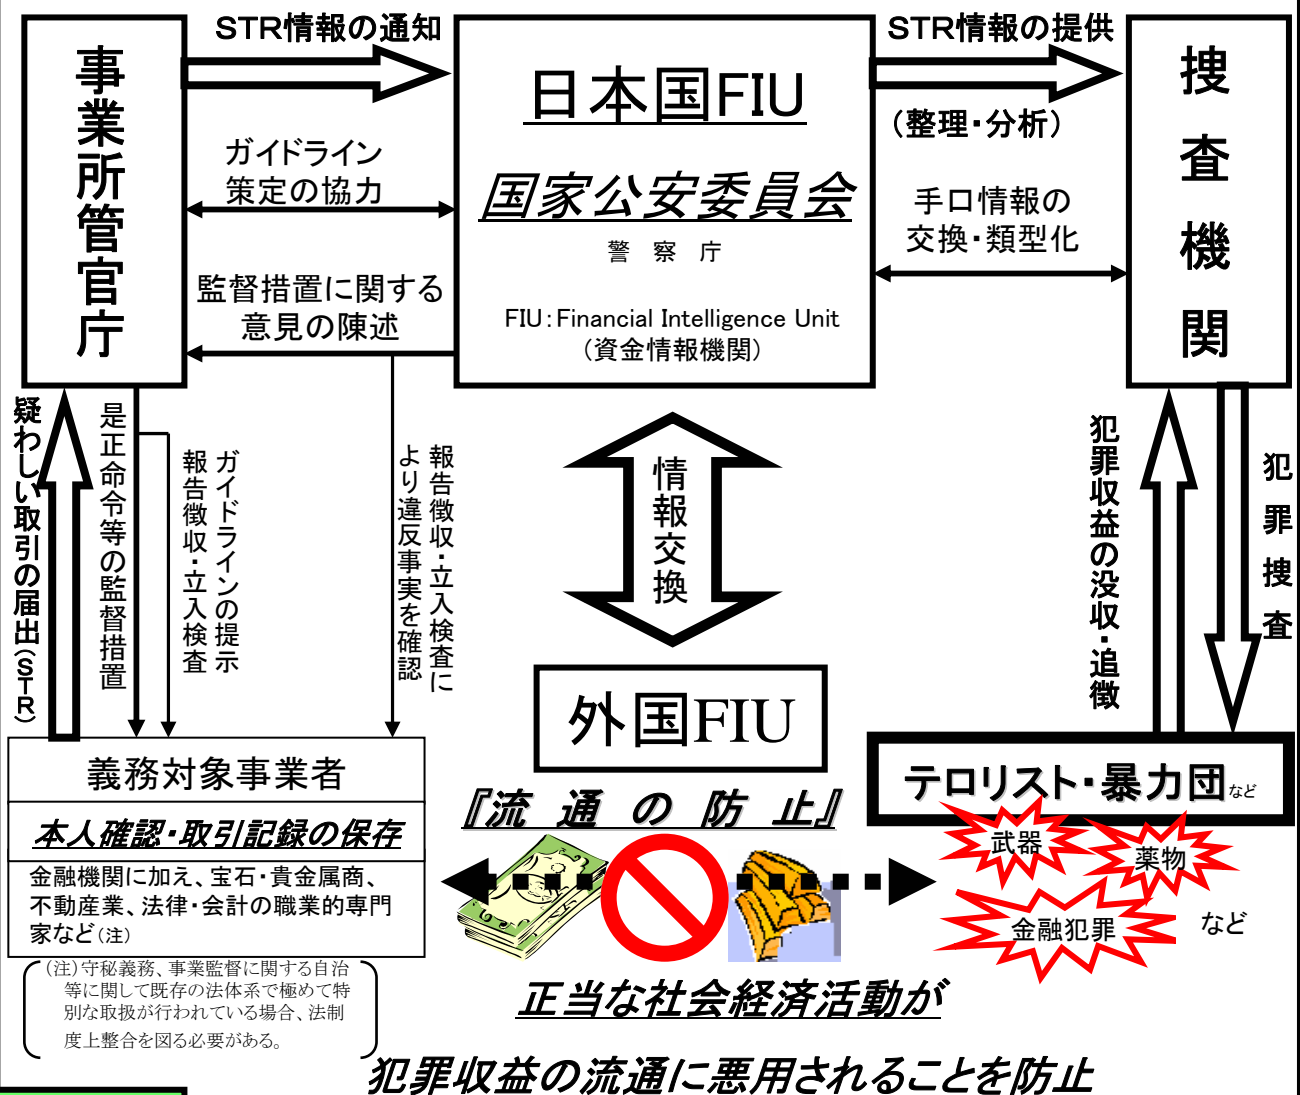 事業所管官庁
STR情報の通知
ガイドライン
策定の協力
監督措置に関する
意見の陳述
日本国FIU
国家公安委員会
警 察 庁
FIU:Financial Intelligence Unit
(資金情報機関)
STR情報の提供
(整理・分析)
手口情報の
交換・類型化
捜査機関
疑わしい取引の届出(STR)
是正命令等の監督措置
ガイドラインの提示
報告徴収・立入検査
報告徴収・立入検査に
より違反事実を確認
情報交換
犯罪収益の没収・追徴
犯罪捜査
外国FIU
義務対象事業者
本人確認・取引記録の保存
金融機関に加え、宝石・貴金属商、
不動産業、法律・会計の職業的専門
家など(注)
(注)守秘義務、事業監督に関する自治
等に関して既存の法体系で極めて特
別な取扱が行われている場合、法制
度上整合を図る必要がある。
『流 通 の 防 止』
テロリスト・暴力団など
武器
薬物
金融犯罪
など
正当な社会経済活動が
犯罪収益の流通に悪用されることを防止